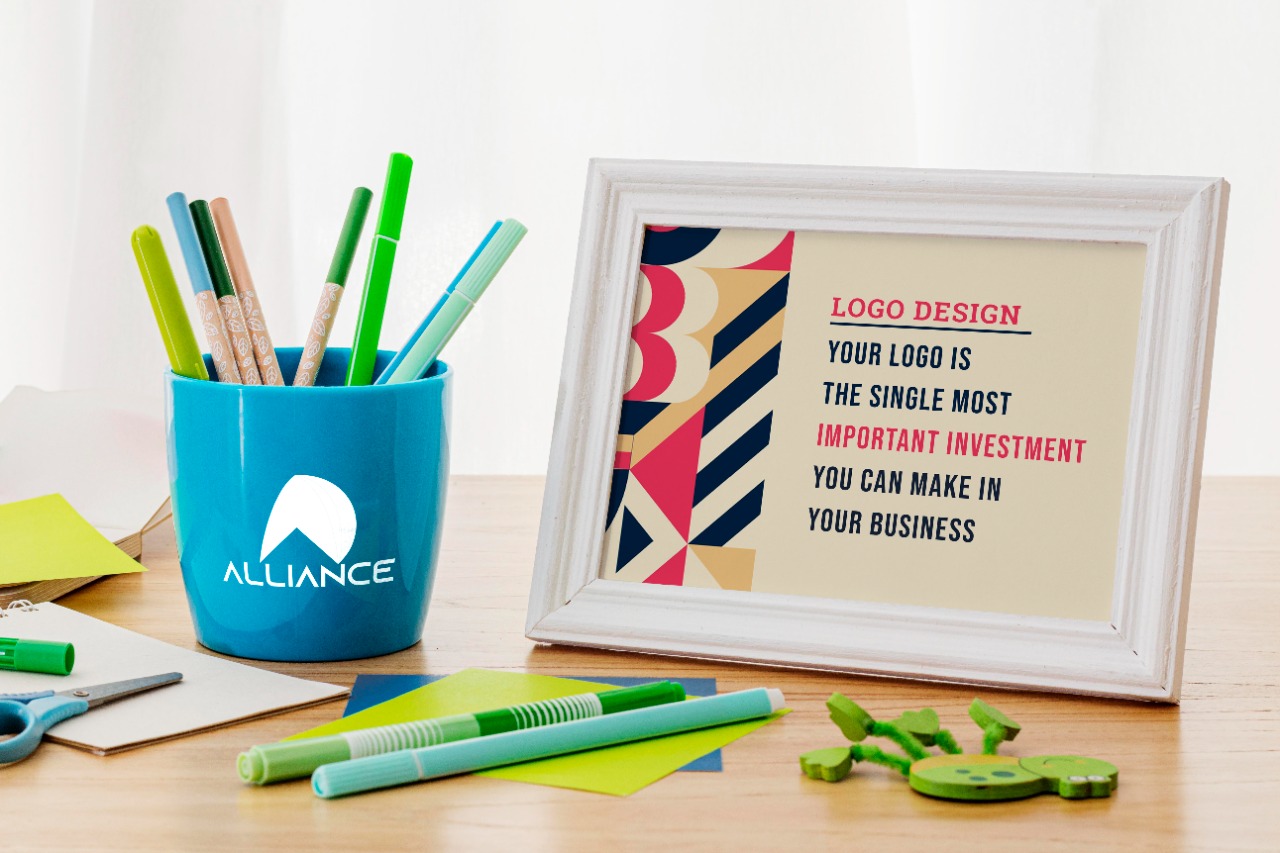 ALLIANCE
LOGO DESIGN
YOUR LOGO IS
THE SINGLE MOST
IMPORTANT INVESTMENT
YOU CAN MAKE IN
YOUR BUSINESS